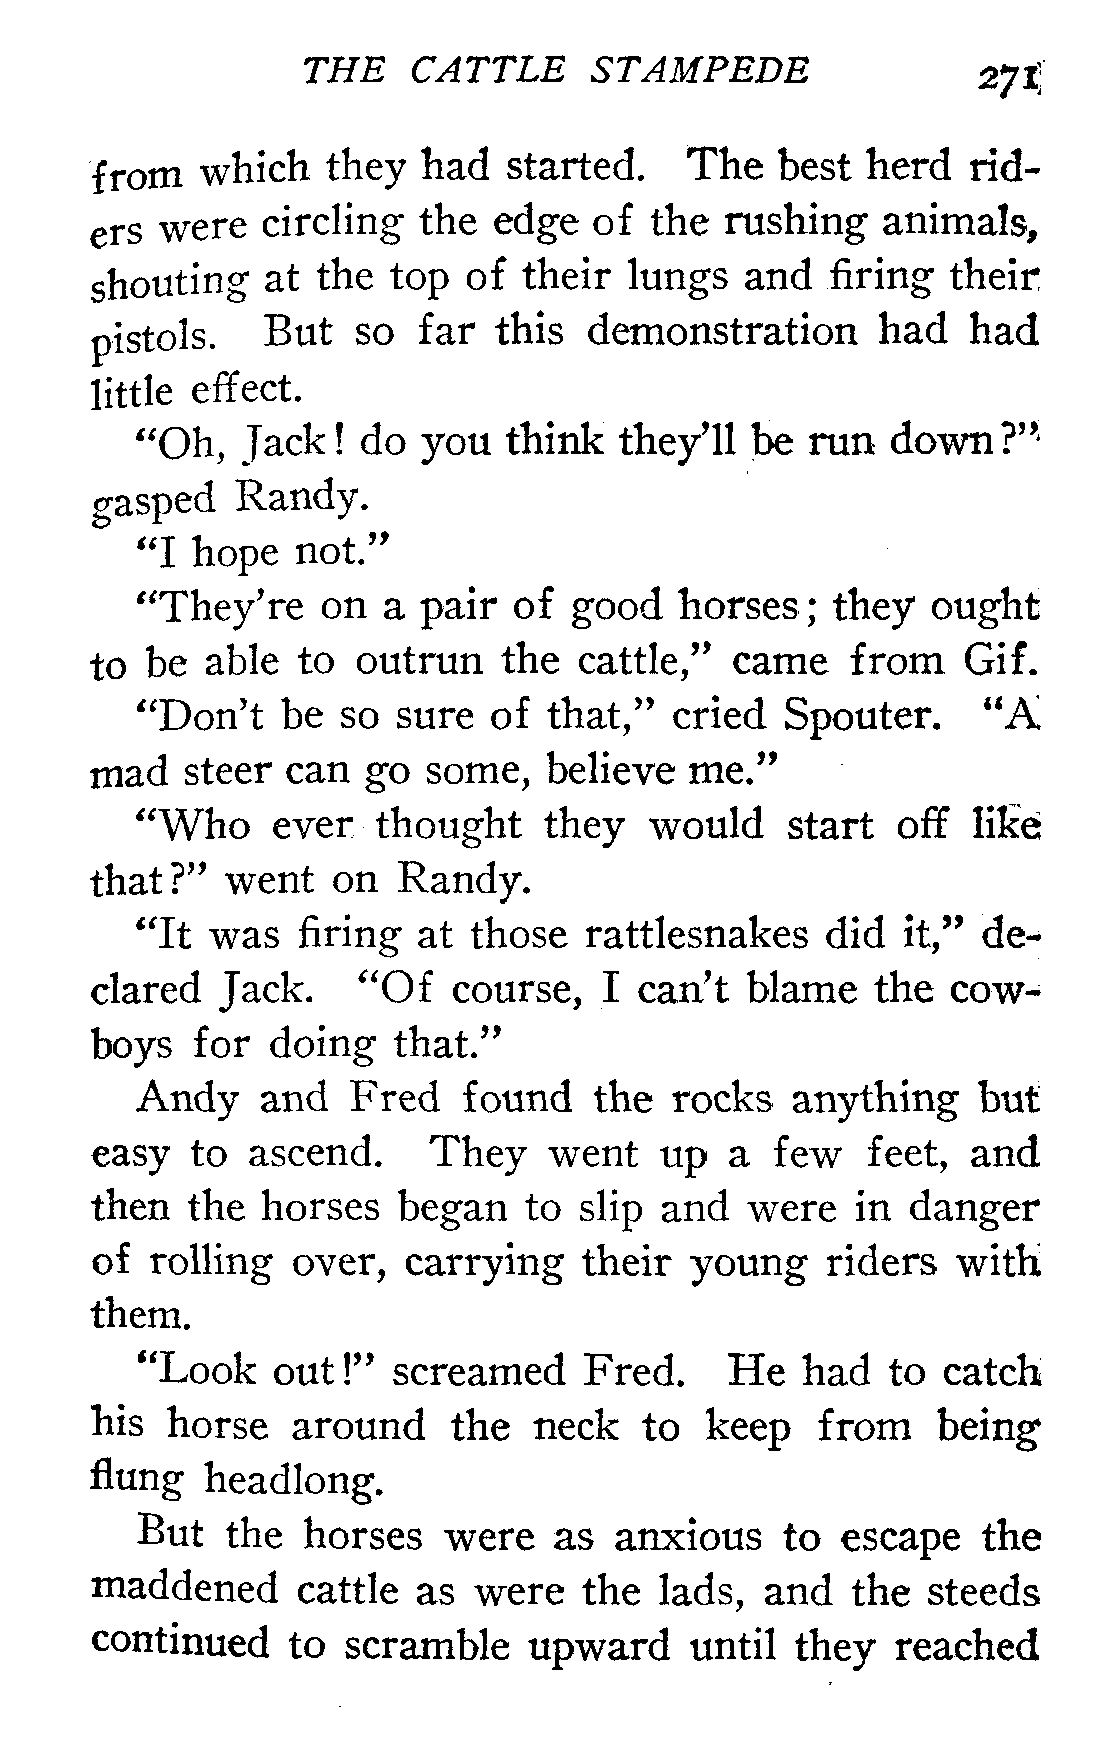 THE CATTLE STAMPEDE 271
from which they had started. The best herd rid-
ers were circling the edge of the rushing animals,
shouting at the top of their lungs and firing their
pistols. But so far this demonstration had had
little effect.
“Oh, Jack! do you think they’ll be run down?”
gasped Randy.
“I hope not.”
“They’re on a pair of good horses; they ought
to be able to outrun the cattle,” came from Gif.
“Don’t be so sure of that,” cried Spouter. “A
mad steer can go some, believe me.”
“Who ever thought they would start off like
that?” went on Randy.
“It was firing at those rattlesnakes did it,” de-
clared Jack. “Of course, I can’t blame the cow-
boys for doing that.”
Andy and Fred found the rocks anything but
easy to ascend. They went up a few feet, and
then the horses began to slip and were in danger
of rolling over, carrying their young riders with
them.
“Look out!” screamed Fred. He had to catch
his horse around the neck to keep from being
flung headlong.
But the horses were as anxious to escape the
maddened cattle as were the lads, and the steeds
continued to scramble upward until they reached